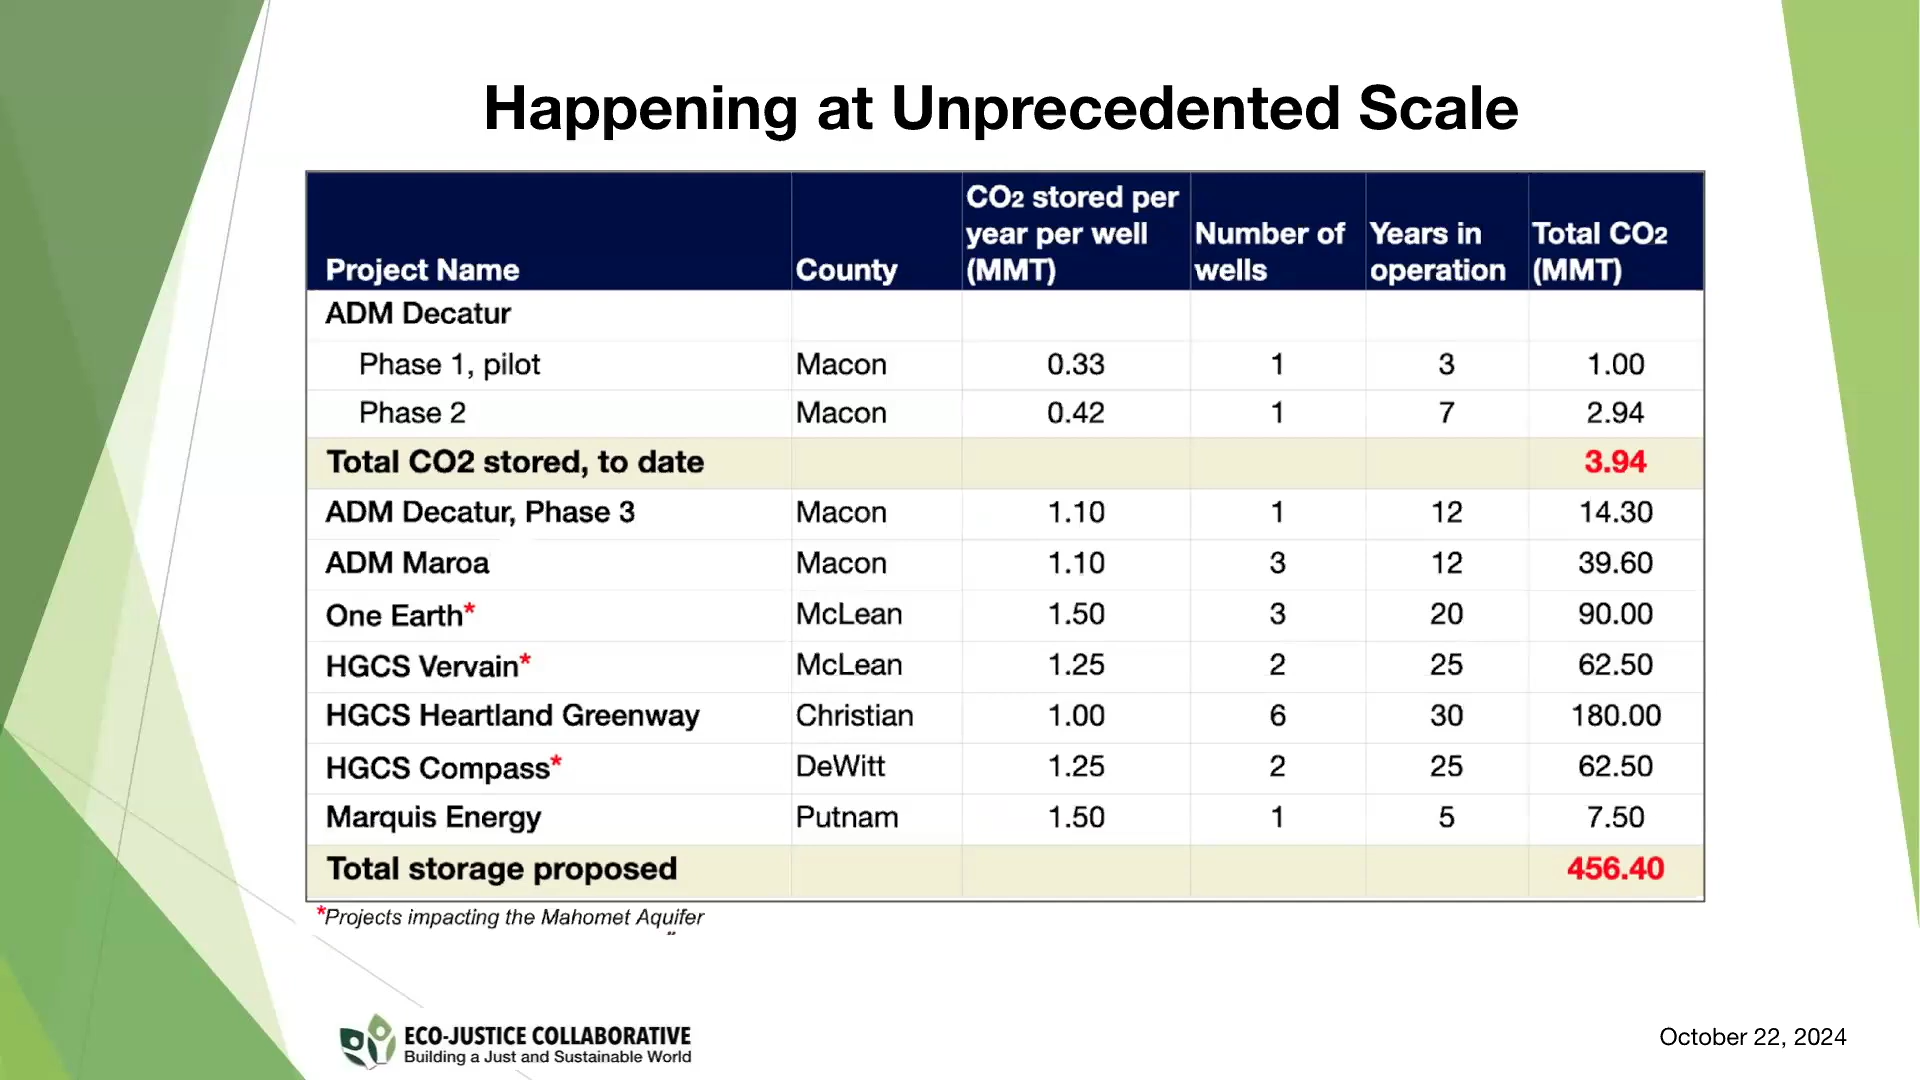 Happening at Unprecedented Scale
Project Name County CO2 stored per year per well (MMT) Number of wells Years in operation Total CO2 (MMT)
ADM Decatur
Phase 1, pilot Macon 0.33 1 3 1.00
Phase 2 Macon 0.42 1 7 2.94
Total CO2 stored, to date 3.94
ADM Decatur, Phase 3 Macon 1.10 1 12 14.30
ADM Maroa Macon 1.10 3 12 39.60
One Earth* McLean 1.50 3 20 90.00
HGCS Vervain* McLean 1.25 2 25 62.50
HGCS Heartland Greenway Christian 1.00 6 30 180.00
HGCS Compass* DeWitt 1.25 2 25 62.50
Marquis Energy Putnam 1.50 1 5 7.50
Total storage proposed 456.40
*Projects impacting the Mahomet Aquifer
ECO-JUSTICE COLLABORATIVE
Building a Just and Sustainable World
October 22, 2024